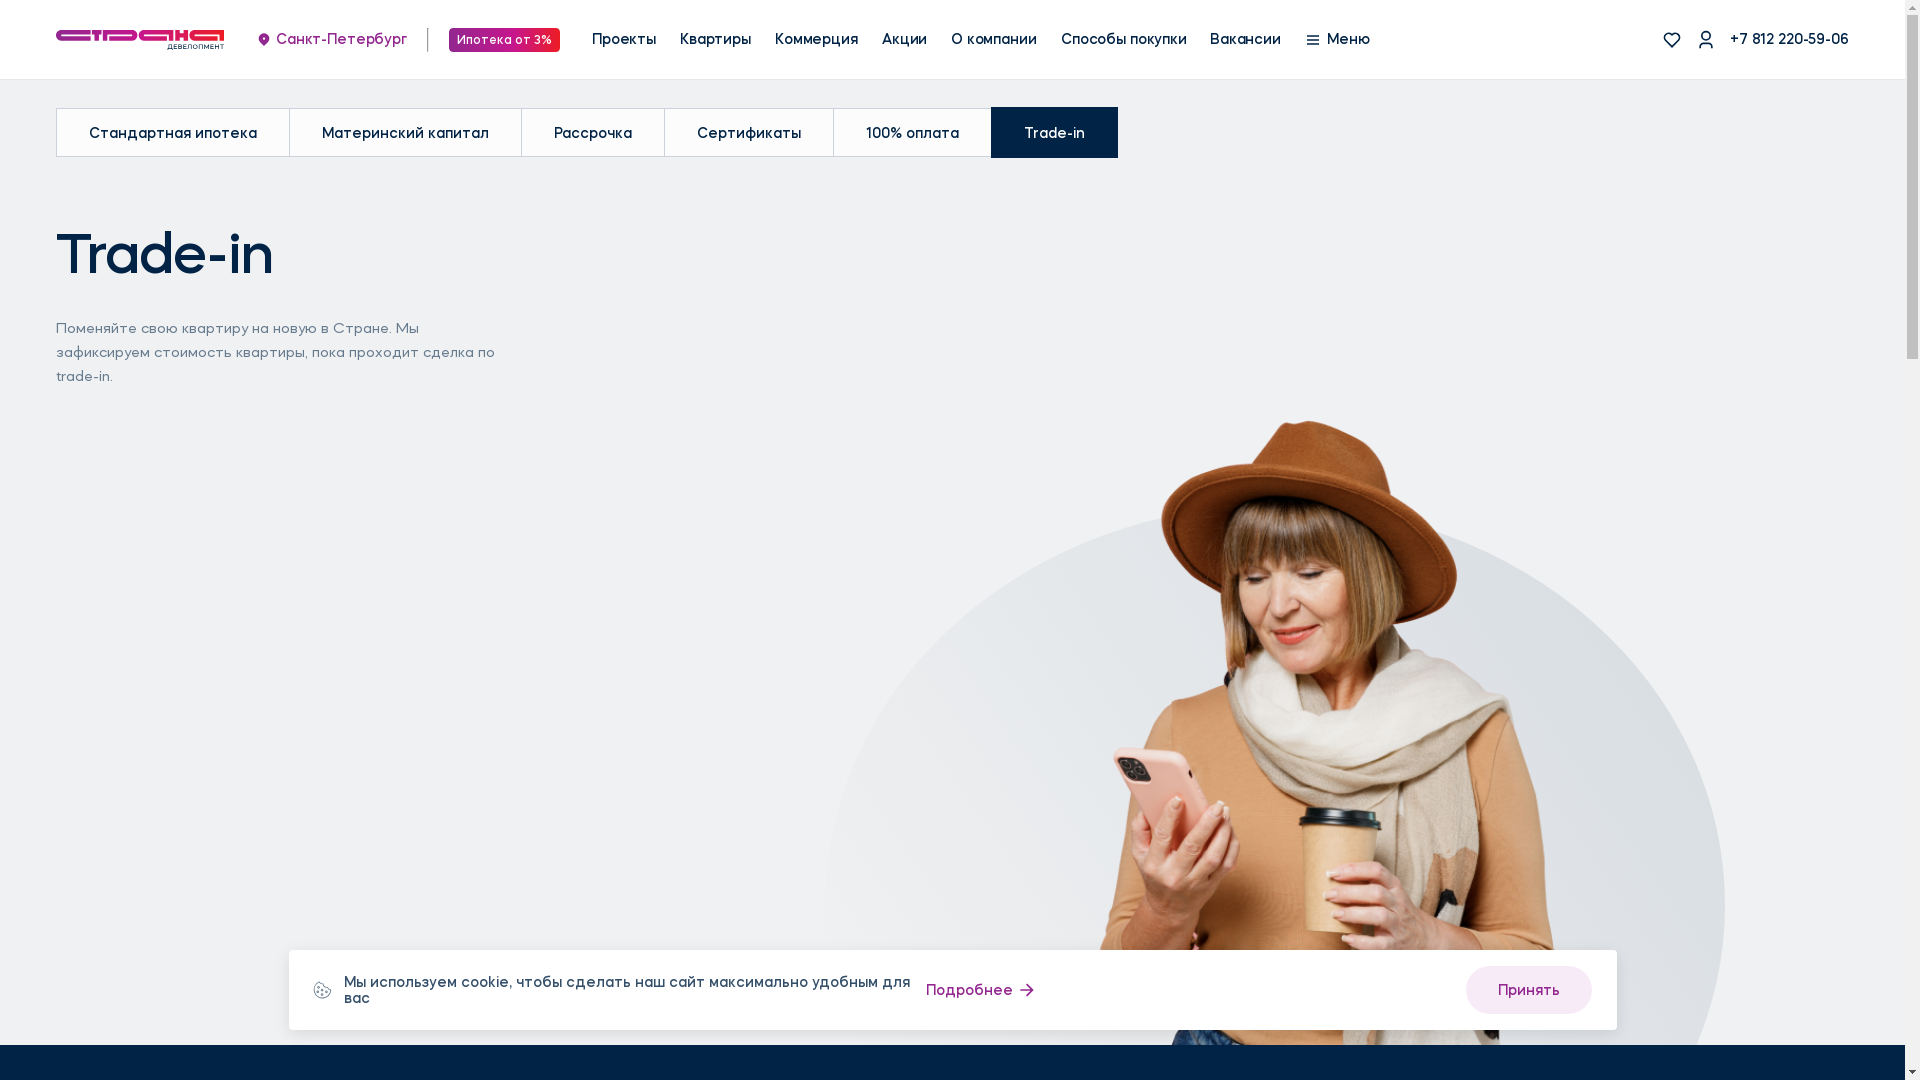 страна
ДЕВЕЛОПМЕНТ
Санкт-Петербург
Ипотека от 3%
Проекты
Квартиры
Коммерция
Акции
О компании
Способы покупки
Вакансии
Меню
+7 812 220-59-06
Стандартная ипотека
Материнский капитал
Рассрочка
Сертификаты
100% оплата
Trade-in
Trade-in
Поменяйте свою квартиру на новую в Стране. Мы
зафиксируем стоимость квартиры, пока проходит сделка по
trade-in.
Мы используем cookie, чтобы сделать наш сайт максимально удобным для
вас
Подробнее
Принять